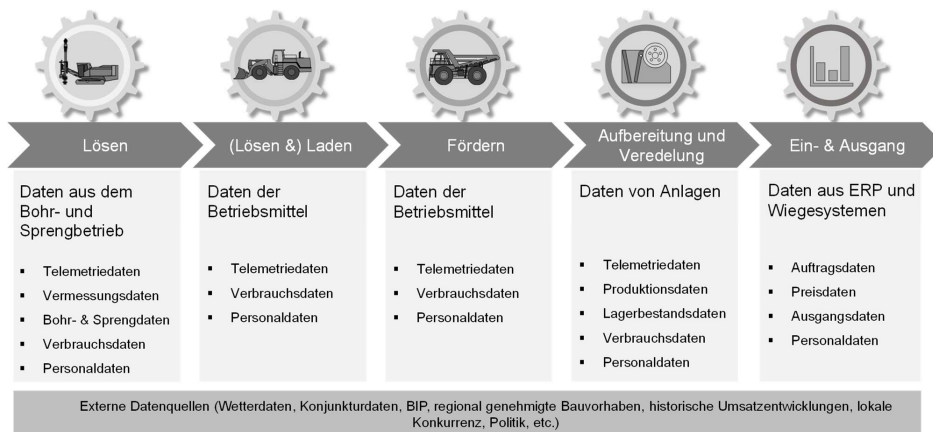 Lösen
(Lösen &) Laden
Fördern
Aufbereitung und
Veredelung
Ein- & Ausgang
Daten aus dem
Bohr- und
Sprengbetrieb
▪ Telemetriedaten
▪ Vermessungsdaten
▪ Bohr- & Sprengdaten
▪ Verbrauchsdaten
▪ Personaldaten
Daten der
Betriebsmittel
▪ Telemetriedaten
▪ Verbrauchsdaten
▪ Personaldaten
Daten der
Betriebsmittel
▪ Telemetriedaten
▪ Verbrauchsdaten
▪ Personaldaten
Daten von Anlagen
▪ Telemetriedaten
▪ Produktionsdaten
▪ Lagerbestandsdaten
▪ Verbrauchsdaten
▪ Personaldaten
Daten aus ERP und
Wiegesystemen
▪ Auftragsdaten
▪ Preisdaten
▪ Ausgangsdaten
▪ Personaldaten
Externe Datenquellen (Wetterdaten, Konjunkturdaten, BIP, regional genehmigte Bauvorhaben, historische Umsatzentwicklungen, lokale
Konkurrenz, Politik, etc.)